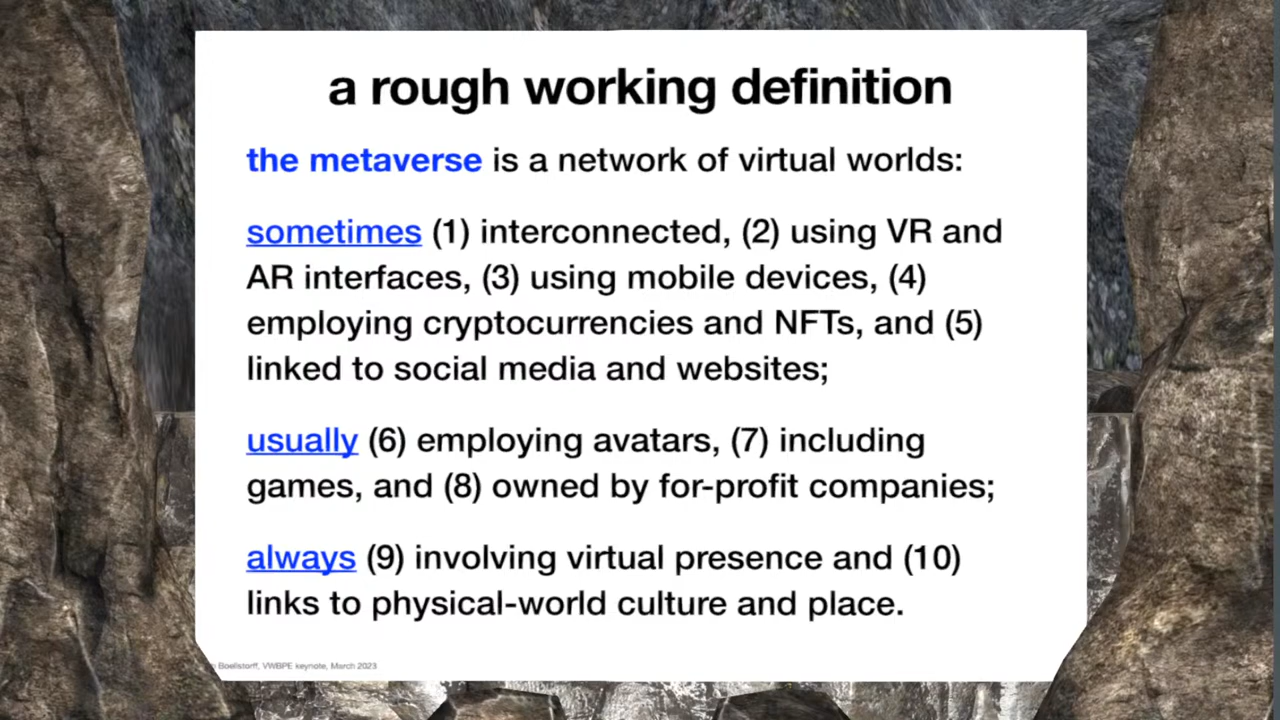 a rough working definition
the metaverse is a network of virtual worlds:
sometimes (1) interconnected, (2) using VR and
AR interfaces, (3) using mobile devices, (4)
employing cryptocurrencies and NFTs, and (5)
linked to social media and websites;
usually (6) employing avatars, (7) including
games, and (8) owned by for-profit companies;
always (9) involving virtual presence and (10)
links to physical-world culture and place.
Boellstorff, VWBPE keynote, March 2023